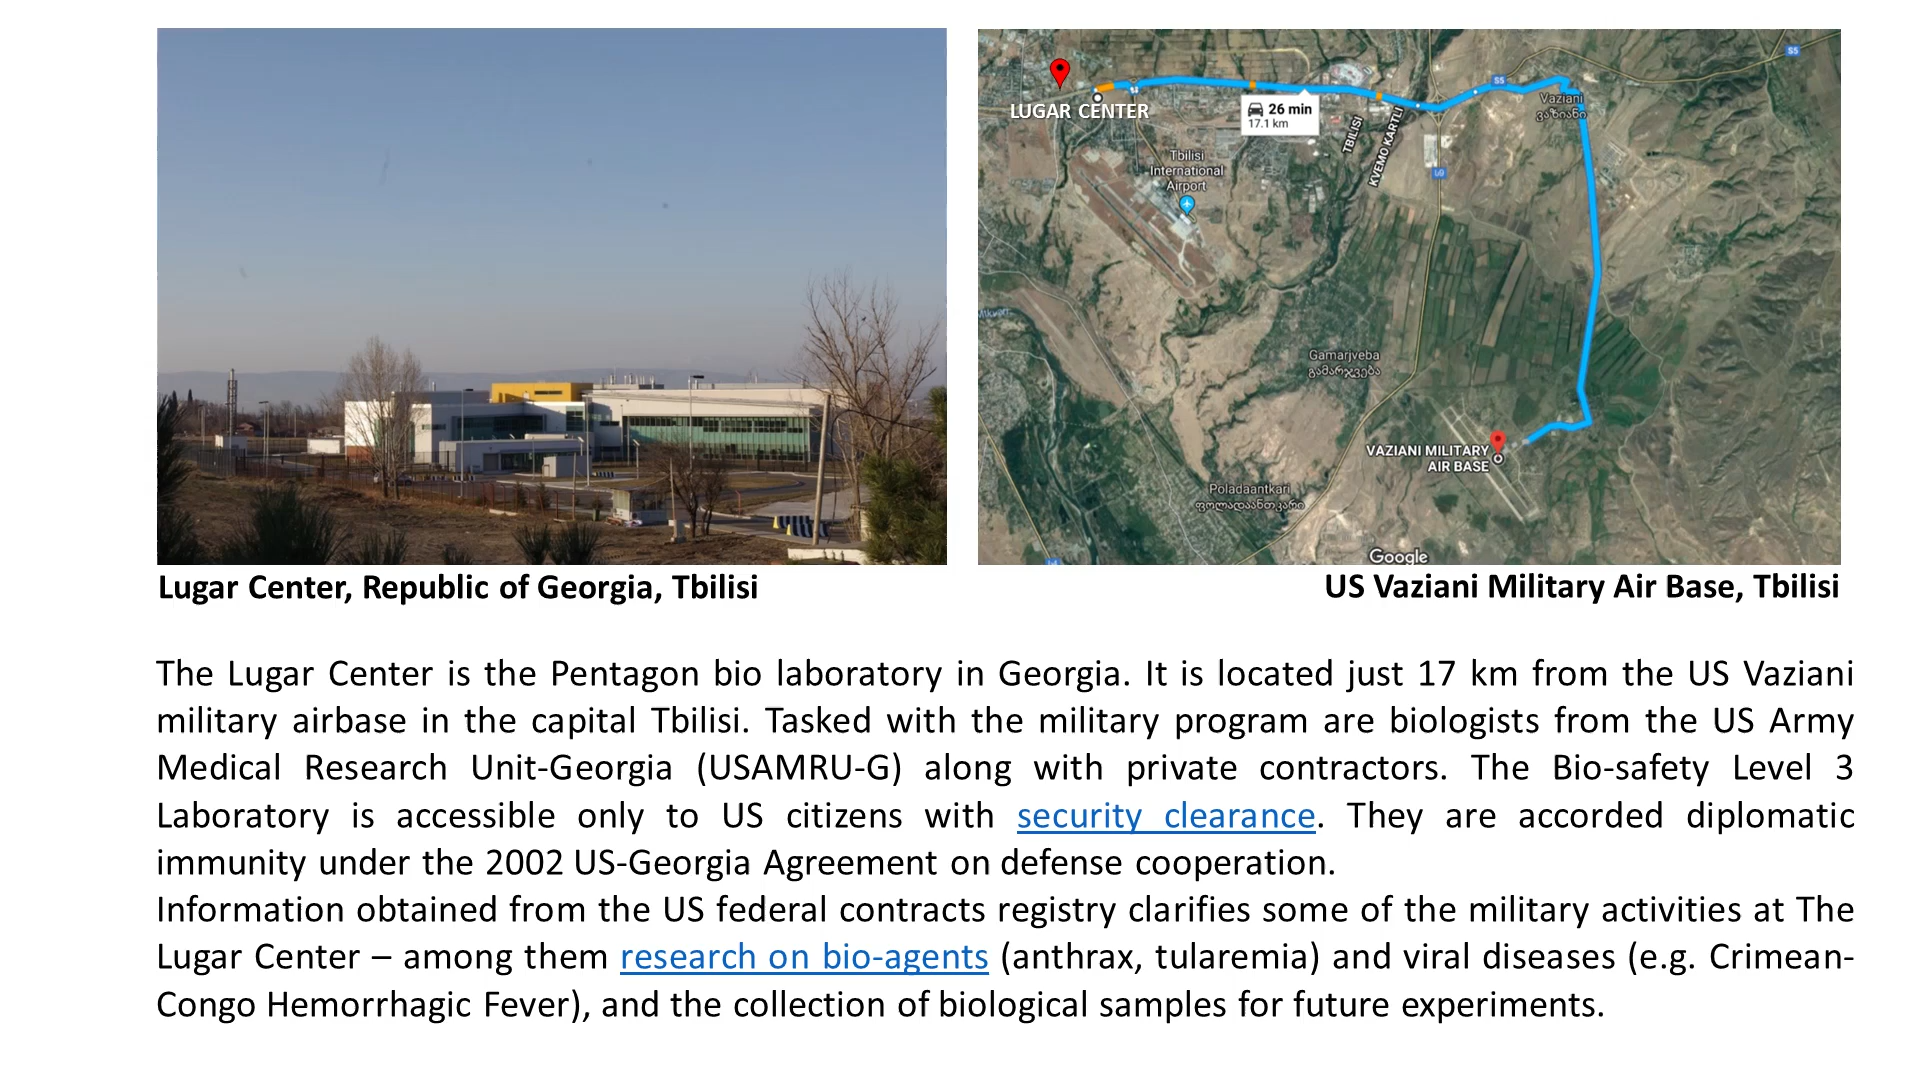 LUGAR CENTER
26 min
17.1 km
S5
S5
Vaziani
ვაზიანი
TBILISI
KVEMO KARTLI
Tbilisi
International
Airport
Gamarjveba
გამარჯვება
VAZIANI MILITARY
AIR BASE
Poladaantkari
ფოლადაანთკარი
Google
Lugar Center, Republic of Georgia, Tbilisi
US Vaziani Military Air Base, Tbilisi
The Lugar Center is the Pentagon bio laboratory in Georgia. It is located just 17 km from the US Vaziani
military airbase in the capital Tbilisi. Tasked with the military program are biologists from the US Army
Medical Research Unit-Georgia (USAMRU-G) along with private contractors. The Bio-safety Level 3
Laboratory is accessible only to US citizens with security clearance. They are accorded diplomatic
immunity under the 2002 US-Georgia Agreement on defense cooperation.
Information obtained from the US federal contracts registry clarifies some of the military activities at The
Lugar Center – among them research on bio-agents (anthrax, tularemia) and viral diseases (e.g. Crimean-
Congo Hemorrhagic Fever), and the collection of biological samples for future experiments.